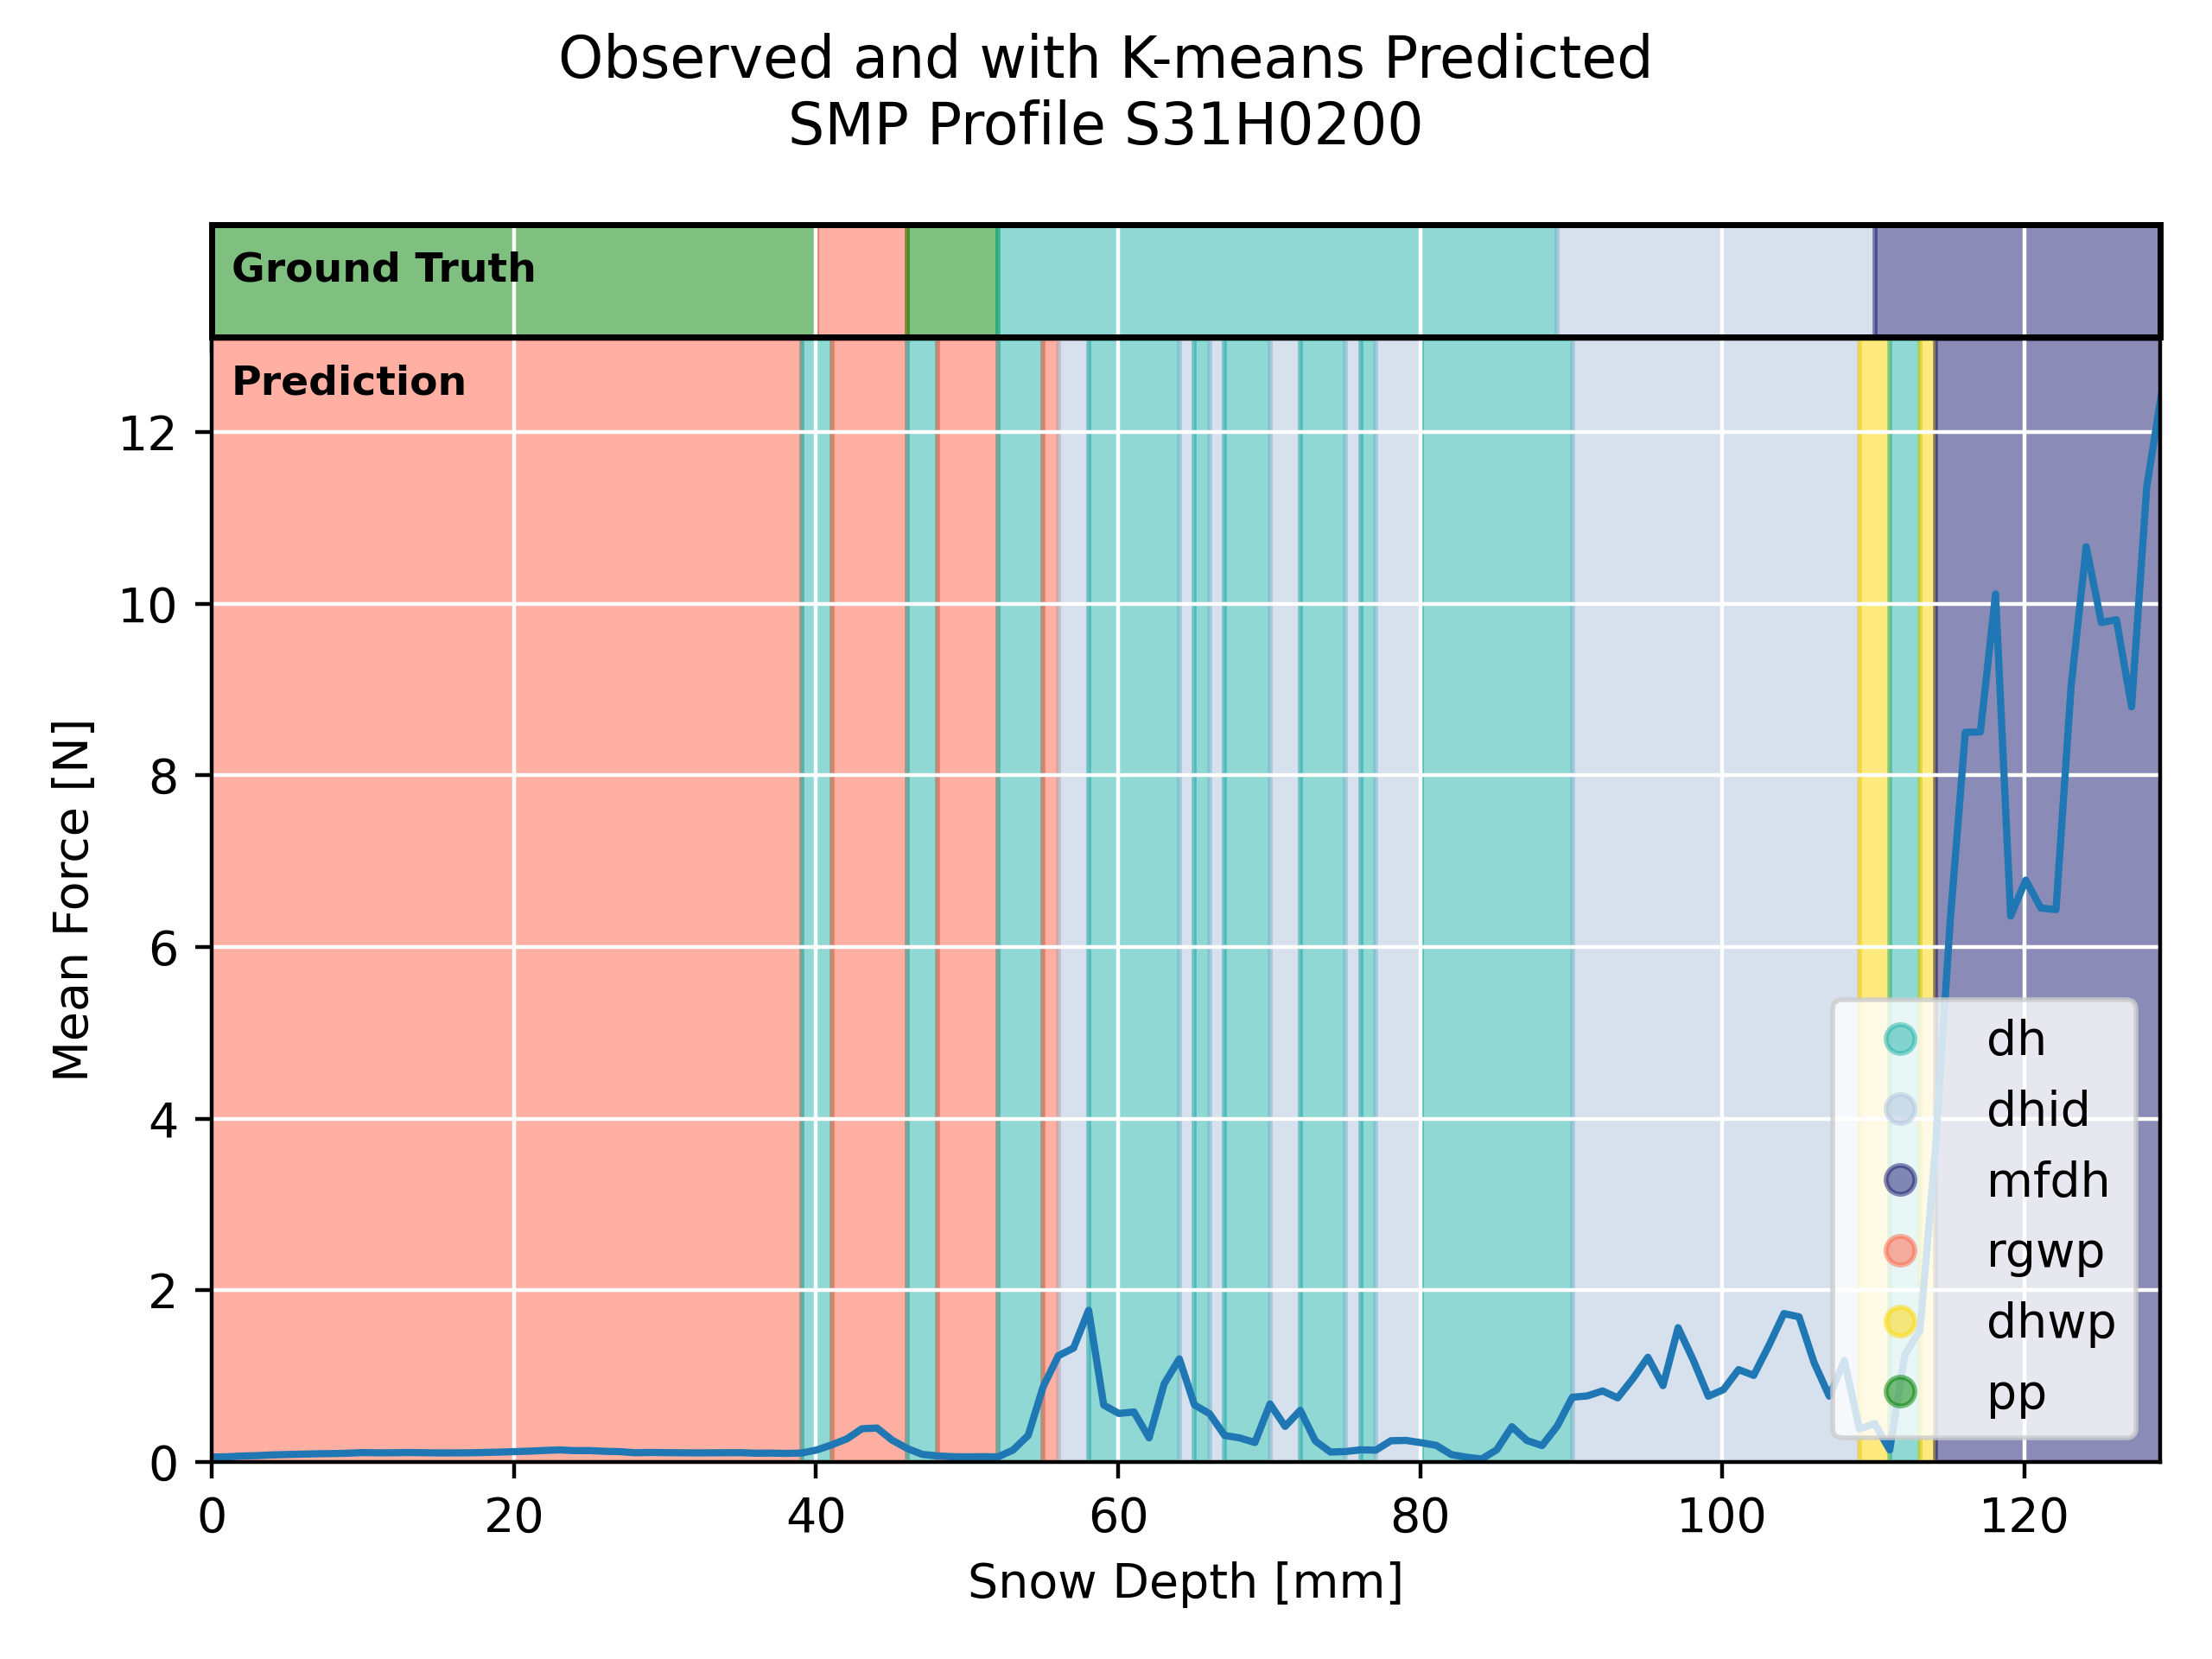 Observed and with K-means Predicted
SMP Profile S31H0200
Ground Truth
Prediction
12
10
8
6
4
2
0
Mean Force [N]
dh
dhid
mfdh
rgwp
dhwp
pp
0 20 40 60 80 100 120
Snow Depth [mm]